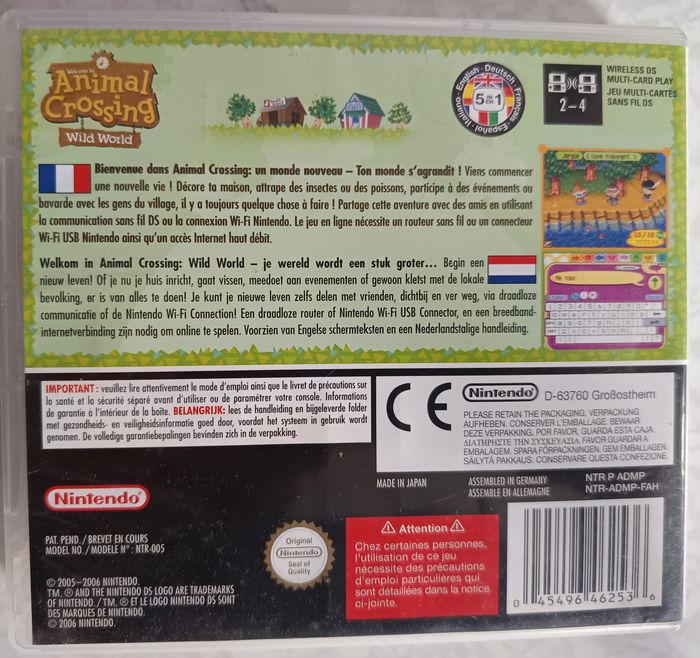 Welcome to
Animal
Crossing
Wild World
English · Deutsch · Français · Español · Italiano
5 EN 1
2-4
WIRELESS DS
MULTI-CARD PLAY
JEU MULTI-CARTES
SANS FIL DS
Bienvenue dans Animal Crossing: un monde nouveau – Ton monde s'agrandit ! Viens commencer
une nouvelle vie ! Décore ta maison, attrape des insectes ou des poissons, participe à des événements ou
bavarde avec les gens du village, il y a toujours quelque chose à faire ! Partage cette aventure avec des amis en utilisant
la communication sans fil DS ou la connexion Wi-Fi Nintendo. Le jeu en ligne nécessite un routeur sans fil ou un connecteur
Wi-Fi USB Nintendo ainsi qu'un accès Internet haut débit.
Welkom in Animal Crossing: Wild World – je wereld wordt een stuk groter... Begin een
nieuw leven! Of je nu je huis inricht, gaat vissen, meedoet aan evenementen of gewoon kletst met de lokale
bevolking, er is van alles te doen! Je kunt je nieuwe leven zelfs delen met vrienden, dichtbij en ver weg, via draadloze
communicatie of de Nintendo Wi-Fi Connection! Een draadloze router of Nintendo Wi-Fi USB Connector, en een breedband-
internetverbinding zijn nodig om online te spelen. Voorzien van Engelse schermteksten en een Nederlandstalige handleiding.
I love fishing!!! :)
Me too!
IMPORTANT : veuillez lire attentivement le mode d'emploi ainsi que le livret de précautions sur
la santé et la sécurité séparé avant d'utiliser ou de paramétrer votre console. Informations
de garantie à l'intérieure de la boîte. BELANGRIJK: lees de handleiding en bijgeleverde folder
met gezondheids- en veiligheidsinformatie goed door, voordat het systeem in gebruik wordt
genomen. De volledige garantiebepalingen bevinden zich in de verpakking.
CE
Nintendo D-63760 Großostheim
PLEASE RETAIN THE PACKAGING. VERPACKUNG
AUFHEBEN. CONSERVER L'EMBALLAGE. BEWAAR
DEZE VERPAKKING. POR FAVOR, GUARDA ESTA CAJA.
ΔΙΑΤΗΡΗΣΤΕ ΤΗΝ ΣΥΣΚΕΥΑΣΙΑ. FAVOR GUARDAR A
EMBALAGEM. SPARA FÖRPACKNINGEN. GEM EMBALLAGEN.
SÄILYTÄ PAKKAUS. CONSERVARE QUESTA CONFEZIONE.
MADE IN JAPAN
ASSEMBLED IN GERMANY
ASSEMBLE EN ALLEMAGNE
NTR P ADMP
NTR-ADMP-FAH
Nintendo
PAT. PEND./BREVET EN COURS
MODEL NO./MODÈLE N°: NTR-005
© 2005–2006 NINTENDO.
TM, ® AND THE NINTENDO DS LOGO ARE TRADEMARKS
OF NINTENDO./TM, ® ET LE LOGO NINTENDO DS SONT
DES MARQUES DE NINTENDO.
© 2006 NINTENDO.
Original
Nintendo
Seal of
Quality
Attention
Chez certaines personnes,
l'utilisation de ce jeu
nécessite des précautions
d'emploi particulières qui
sont détaillées dans la notice
ci-jointe.
0 45496 46253 6